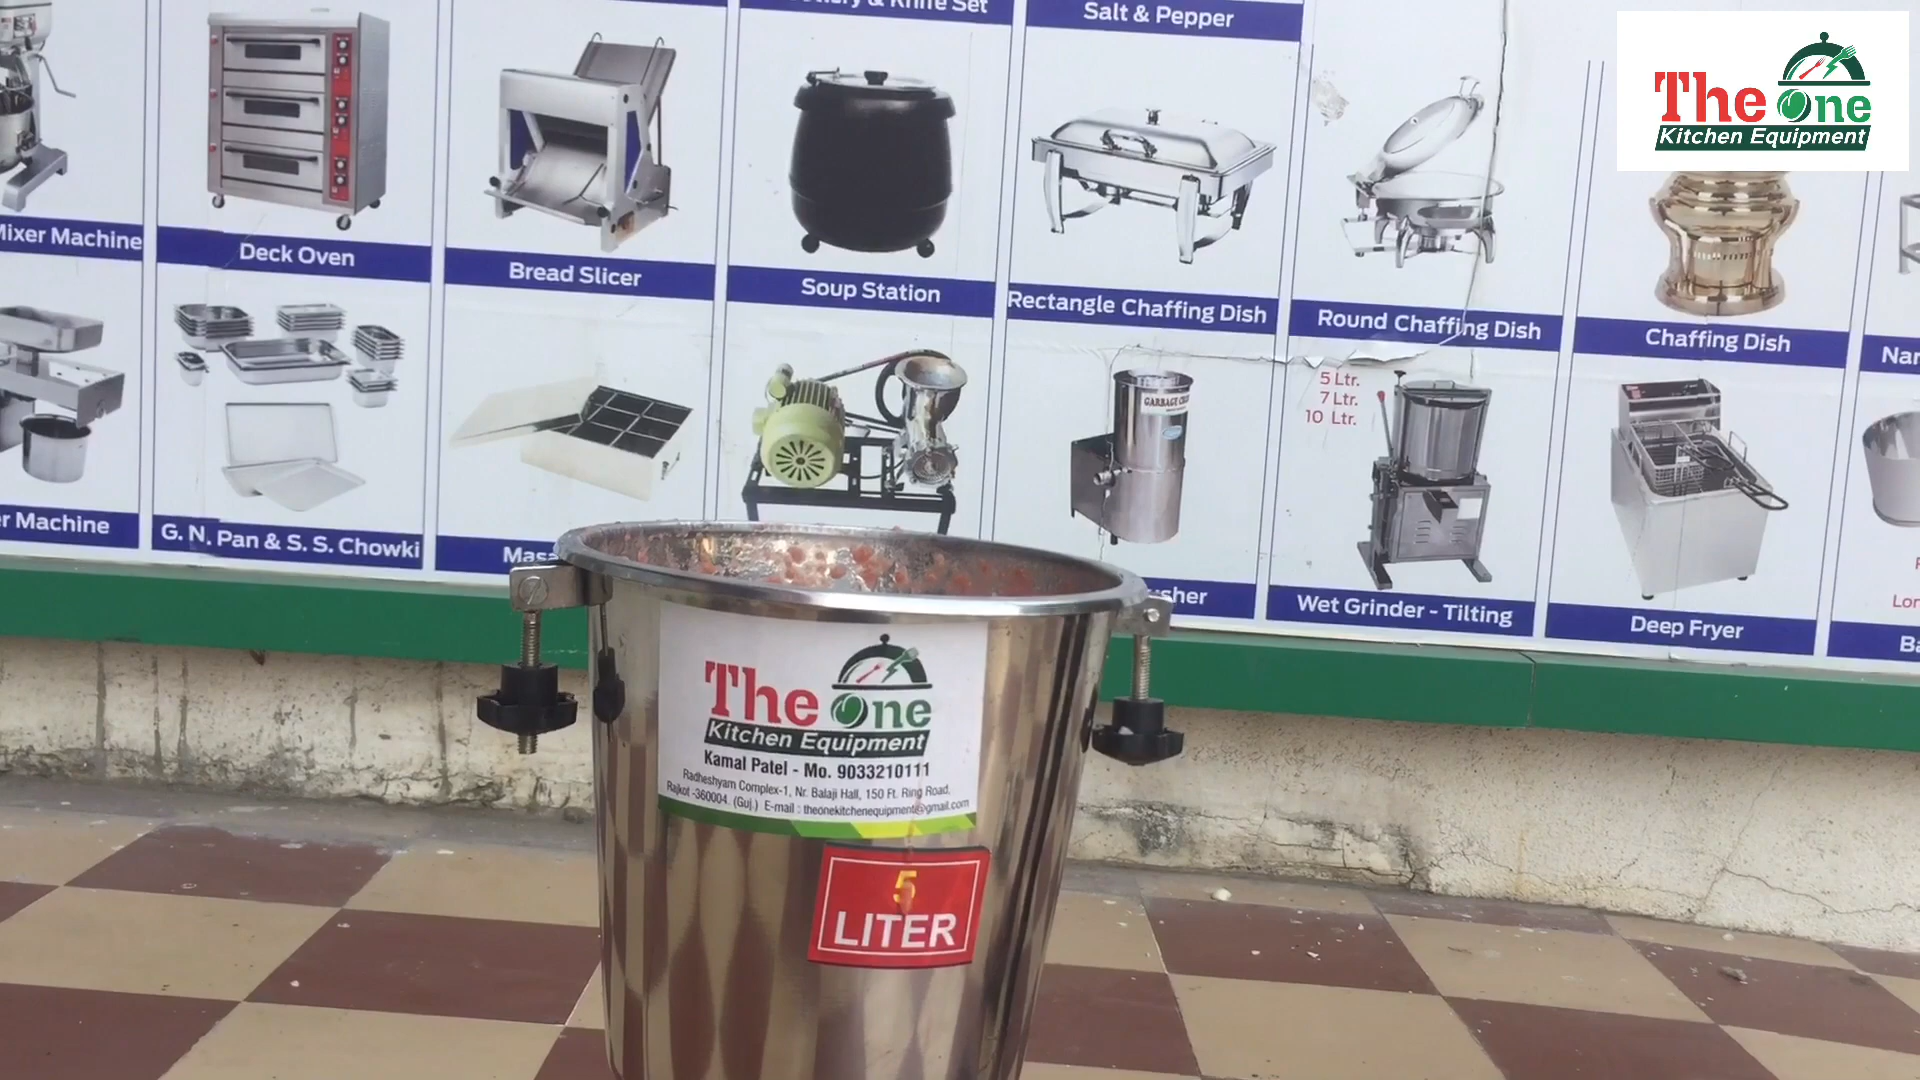 Salt & Pepper
The One
Kitchen Equipment
Mixer Machine
Deck Oven
Bread Slicer
Soup Station
Rectangle Chaffing Dish
Round Chaffing Dish
Chaffing Dish
5 Ltr.
7 Ltr.
10 Ltr.
Machine
G. N. Pan & S. S. Chowki
Wet Grinder - Tilting
Deep Fryer
The One
Kitchen Equipment
Kamal Patel - Mo. 9033210111
Radheshyam Complex-1, Nr. Balaji Hall, 150 Ft. Ring Road,
Rajkot -360004. (Guj.) E-mail : theonekitchenequipment@gmail.com
5
LITER